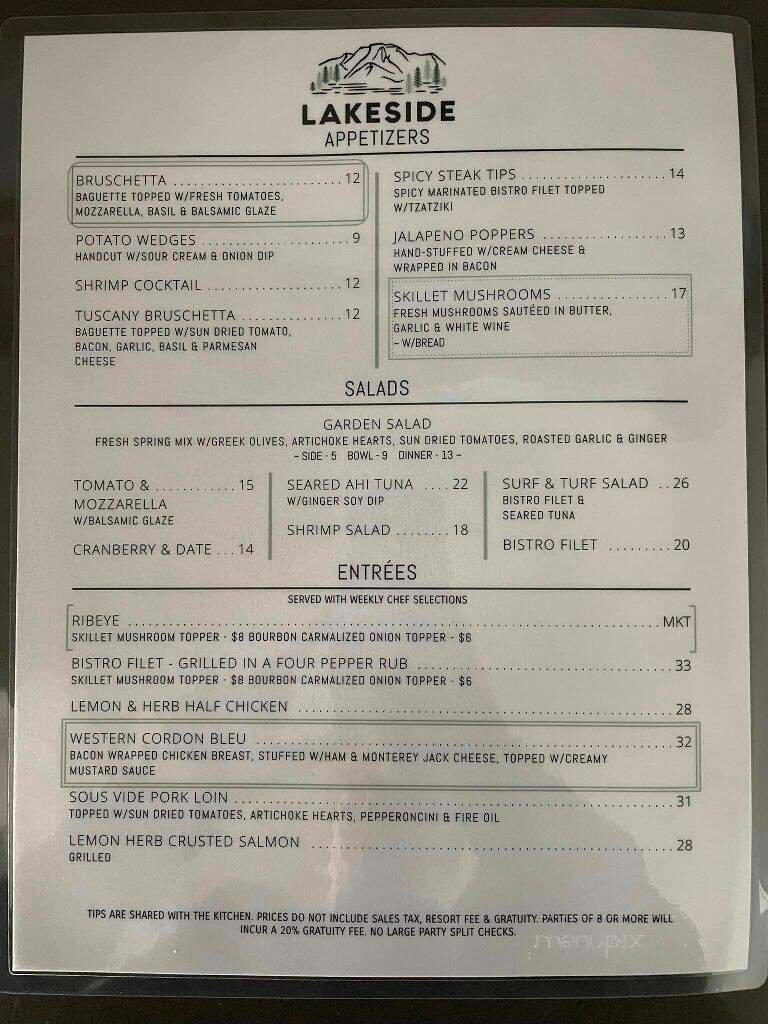 LAKESIDE
APPETIZERS
BRUSCHETTA ........................ 12
BAGUETTE TOPPED W/FRESH TOMATOES,
MOZZARELLA, BASIL & BALSAMIC GLAZE
POTATO WEDGES ..................... 9
HANDCUT W/SOUR CREAM & ONION DIP
SHRIMP COCKTAIL .................... 12
TUSCANY BRUSCHETTA ............... 12
BAGUETTE TOPPED W/SUN DRIED TOMATO,
BACON, GARLIC, BASIL & PARMESAN
CHEESE
SPICY STEAK TIPS ..................... 14
SPICY MARINATED BISTRO FILET TOPPED
W/TZATZIKI
JALAPENO POPPERS ................... 13
HAND-STUFFED W/CREAM CHEESE &
WRAPPED IN BACON
SKILLET MUSHROOMS ................ 17
FRESH MUSHROOMS SAUTÉED IN BUTTER,
GARLIC & WHITE WINE
~ W/BREAD
SALADS
GARDEN SALAD
FRESH SPRING MIX W/GREEK OLIVES, ARTICHOKE HEARTS, SUN DRIED TOMATOES, ROASTED GARLIC & GINGER
~ SIDE - 5 BOWL - 9 DINNER - 13 ~
TOMATO & ............ 15
MOZZARELLA
W/BALSAMIC GLAZE
CRANBERRY & DATE ... 14
SEARED AHI TUNA .... 22
W/GINGER SOY DIP
SHRIMP SALAD ........ 18
SURF & TURF SALAD .. 26
BISTRO FILET &
SEARED TUNA
BISTRO FILET ......... 20
ENTRÉES
SERVED WITH WEEKLY CHEF SELECTIONS
RIBEYE ........................................ MKT
SKILLET MUSHROOM TOPPER - $8 BOURBON CARMALIZED ONION TOPPER - $6
BISTRO FILET - GRILLED IN A FOUR PEPPER RUB ........................ 33
SKILLET MUSHROOM TOPPER - $8 BOURBON CARMALIZED ONION TOPPER - $6
LEMON & HERB HALF CHICKEN ........................................ 28
WESTERN CORDON BLEU ........................................ 32
BACON WRAPPED CHICKEN BREAST, STUFFED W/HAM & MONTEREY JACK CHEESE, TOPPED W/CREAMY
MUSTARD SAUCE
SOUS VIDE PORK LOIN ........................................ 31
TOPPED W/SUN DRIED TOMATOES, ARTICHOKE HEARTS, PEPPERONCINI & FIRE OIL
LEMON HERB CRUSTED SALMON ........................................ 28
GRILLED
TIPS ARE SHARED WITH THE KITCHEN. PRICES DO NOT INCLUDE SALES TAX, RESORT FEE & GRATUITY. PARTIES OF 8 OR MORE WILL
INCUR A 20% GRATUITY FEE. NO LARGE PARTY SPLIT CHECKS.
menupix